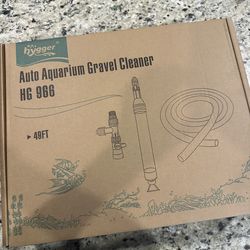 hygger
Auto Aquarium Gravel Cleaner
HG 966
▸ 49FT